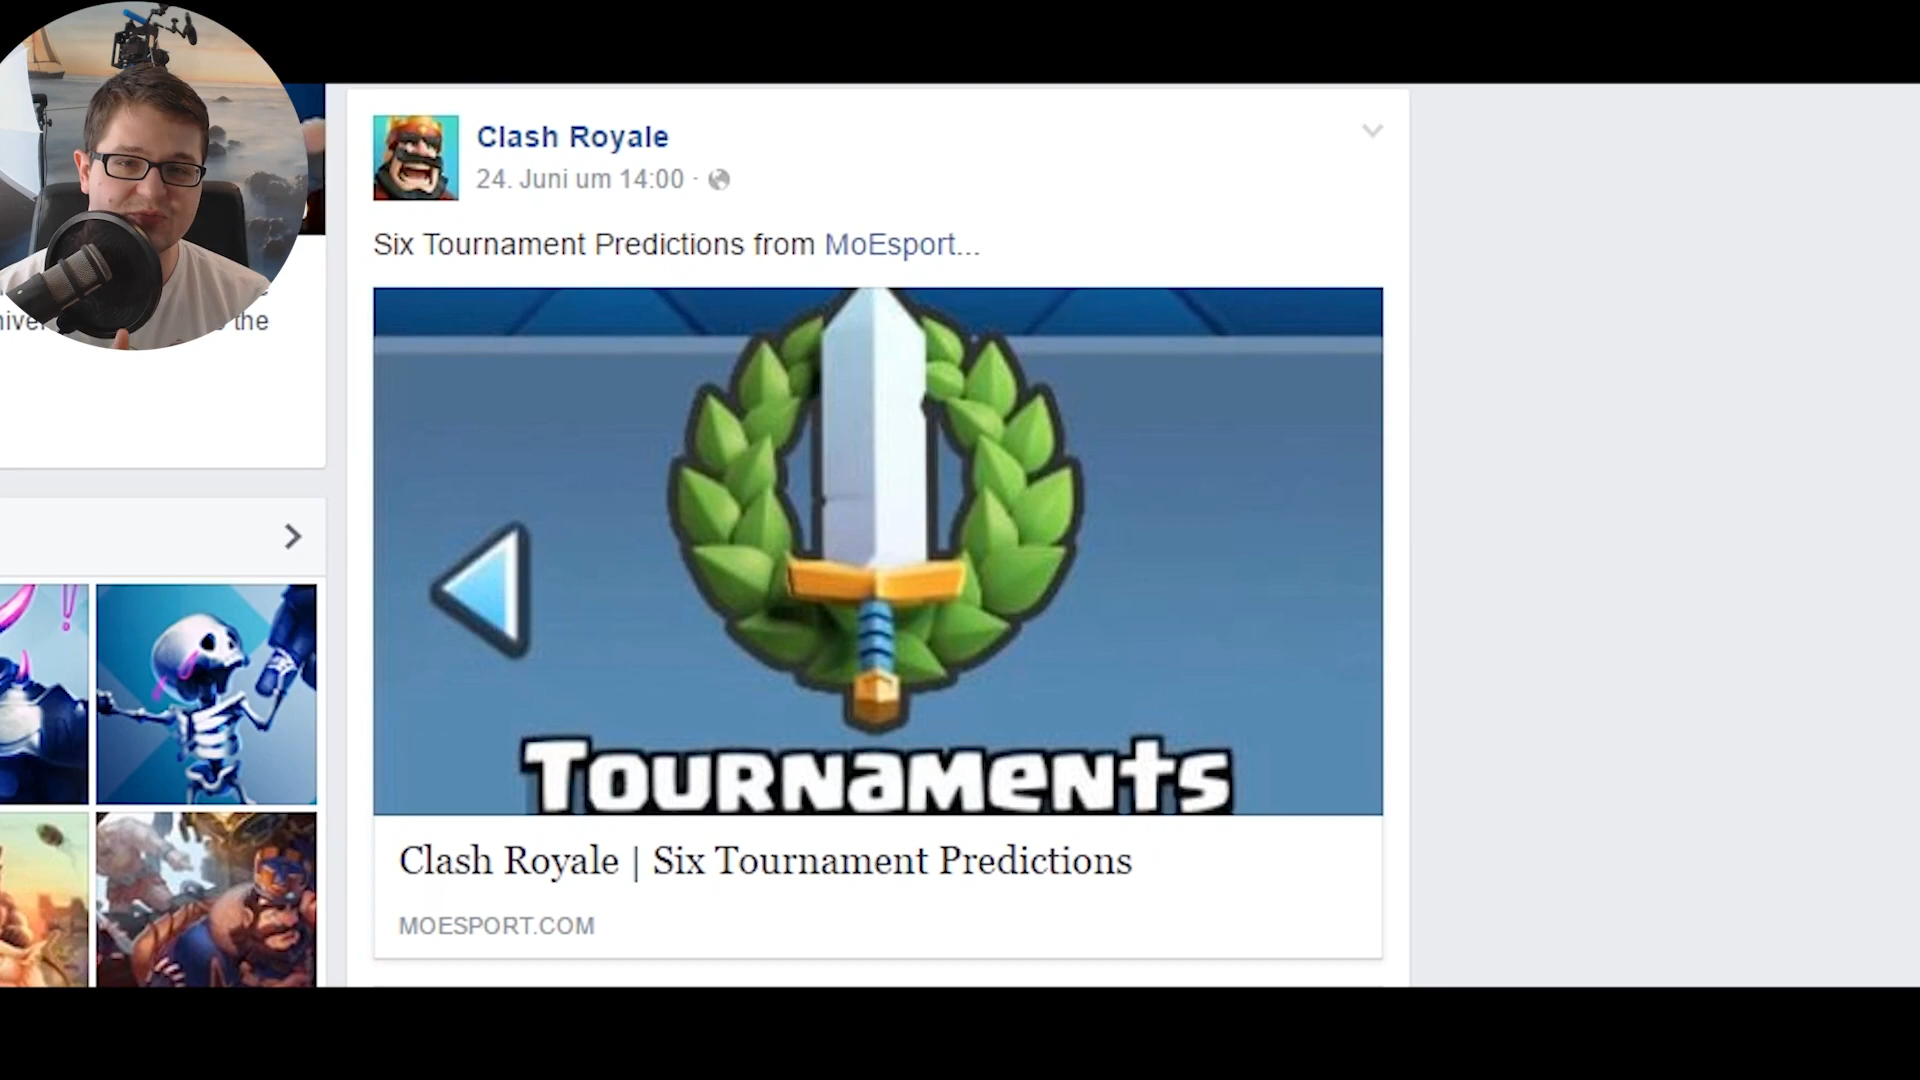 Clash Royale
24. Juni um 14:00 ·
Six Tournament Predictions from MoEsport...
the
Tournaments
Clash Royale | Six Tournament Predictions
MOESPORT.COM